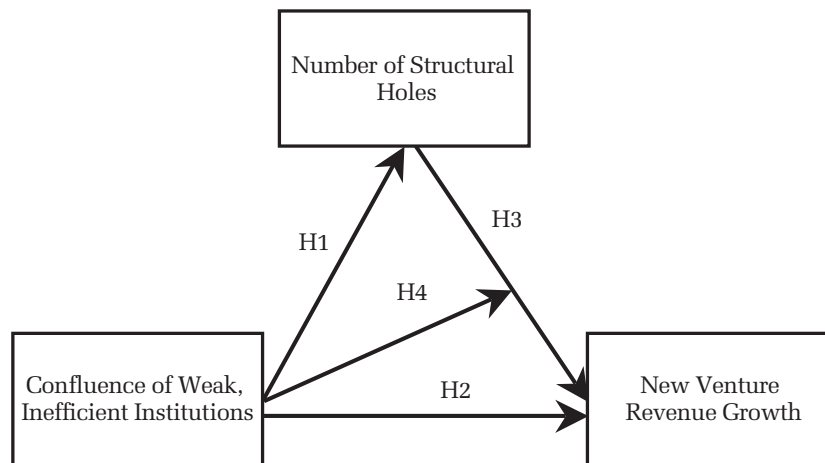 Number of Structural
Holes
H1
H3
H4
Confluence of Weak,
Inefficient Institutions
H2
New Venture
Revenue Growth